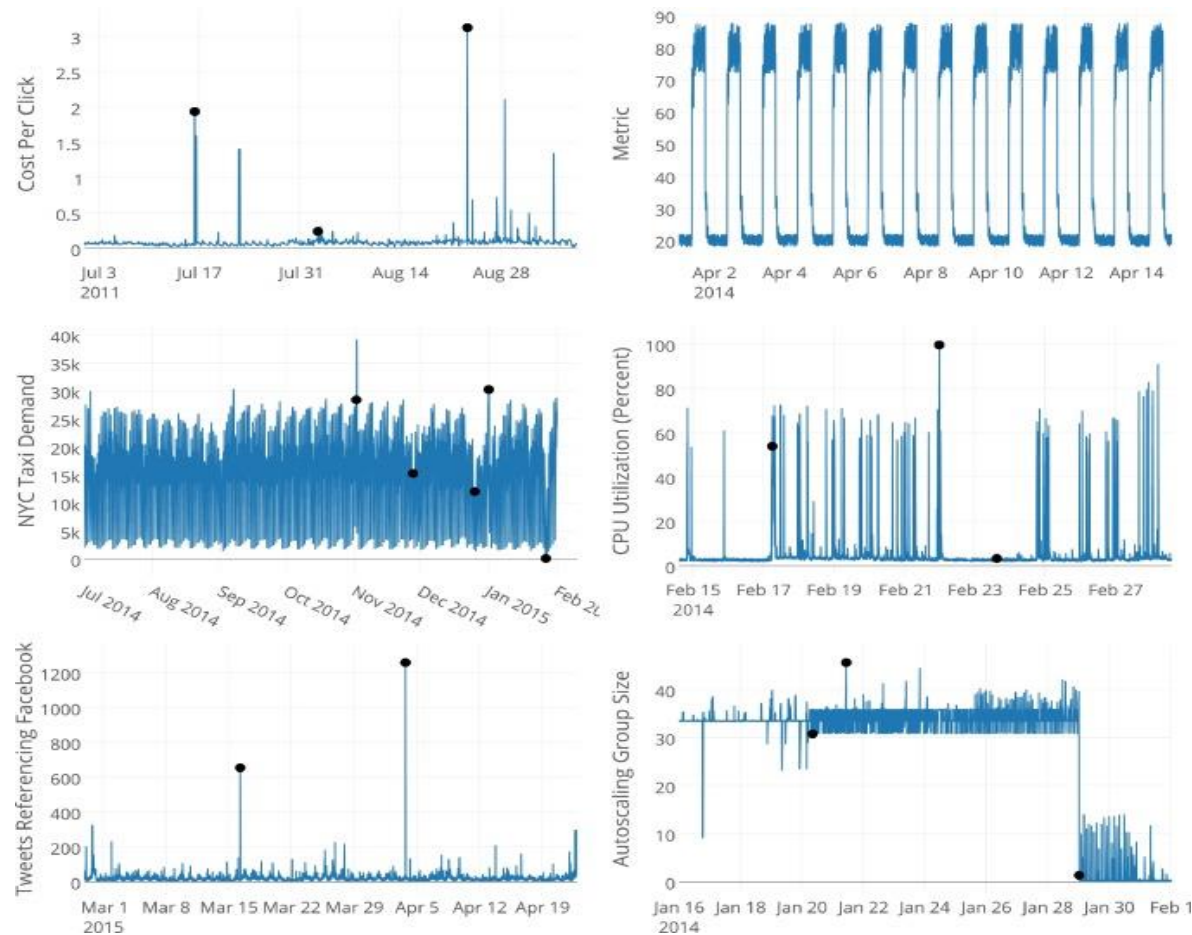 Cost Per Click
3
2.5
2
1.5
1
0.5
0
Jul 3
2011
Jul 17
Jul 31
Aug 14
Aug 28
Metric
90
80
70
60
50
40
30
20
Apr 2
2014
Apr 4
Apr 6
Apr 8
Apr 10
Apr 12
Apr 14
NYC Taxi Demand
40k
35k
30k
25k
20k
15k
10k
5k
0
Jul 2014
Aug 2014
Sep 2014
Oct 2014
Nov 2014
Dec 2014
Jan 2015
Feb 20
CPU Utilization (Percent)
100
80
60
40
20
0
Feb 15
2014
Feb 17
Feb 19
Feb 21
Feb 23
Feb 25
Feb 27
Tweets Referencing Facebook
1200
1000
800
600
400
200
0
Mar 1
2015
Mar 8
Mar 15
Mar 22
Mar 29
Apr 5
Apr 12
Apr 19
Autoscaling Group Size
40
30
20
10
0
Jan 16
2014
Jan 18
Jan 20
Jan 22
Jan 24
Jan 26
Jan 28
Jan 30
Feb 1